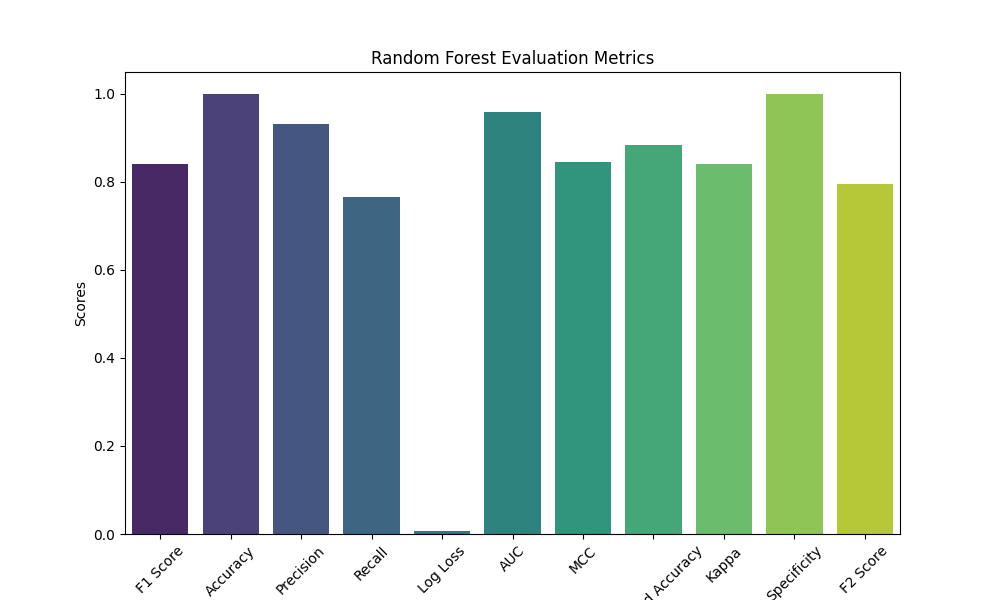 Random Forest Evaluation Metrics
Scores
1.0
0.8
0.6
0.4
0.2
0.0
F1 Score
Accuracy
Precision
Recall
Log Loss
AUC
MCC
d Accuracy
Kappa
Specificity
F2 Score